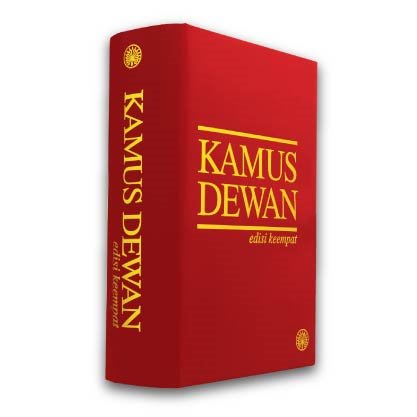 KAMUS DEWAN
edisi keempat
KAMUS
DEWAN
edisi keempat